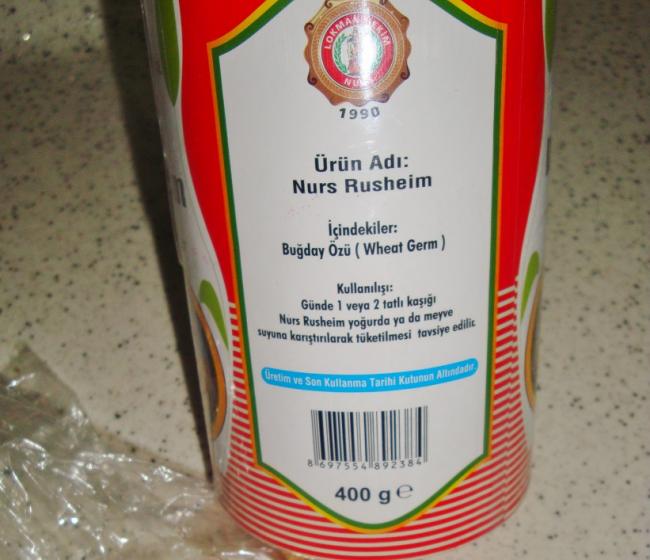 LOKMAN HEKİM
1990
Ürün Adı:
Nurs Rusheim
İçindekiler:
Buğday Özü ( Wheat Germ )
Kullanılışı:
Günde 1 veya 2 tatlı kaşığı
Nurs Rusheim yoğurda ya da meyve
suyuna karıştırılarak tüketilmesi tavsiye edilir.
Üretim ve Son Kullanma Tarihi Kutunun Altındadır.
8 697554 892384
400 g e